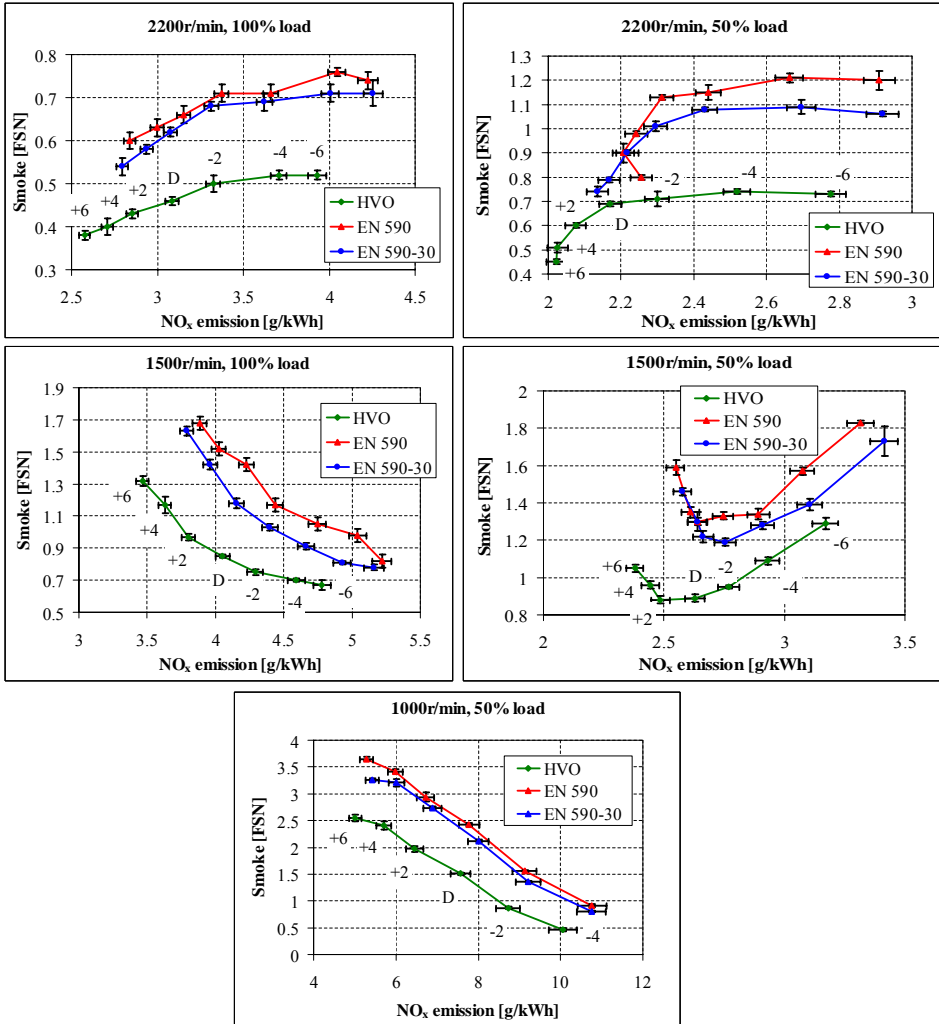 2200r/min, 100% load
Smoke [FSN]
0.8
0.7
0.6
0.5
0.4
0.3
+6
+4
+2
D
-2
-4
-6
HVO
EN 590
EN 590-30
2.5 3 3.5 4 4.5
NOx emission [g/kWh]
2200r/min, 50% load
Smoke [FSN]
1.3
1.2
1.1
1
0.9
0.8
0.7
0.6
0.5
0.4
+2
+4
+6
D
-2
-4
-6
HVO
EN 590
EN 590-30
2 2.2 2.4 2.6 2.8 3
NOx emission [g/kWh]
1500r/min, 100% load
Smoke [FSN]
1.9
1.7
1.5
1.3
1.1
0.9
0.7
0.5
+6
+4
+2
D
-2
-4
-6
HVO
EN 590
EN 590-30
3 3.5 4 4.5 5 5.5
NOx emission [g/kWh]
1500r/min, 50% load
Smoke [FSN]
2
1.8
1.6
1.4
1.2
1
0.8
+6
+4
+2
D
-2
-4
-6
HVO
EN 590
EN 590-30
2 2.5 3 3.5
NOx emission [g/kWh]
1000r/min, 50% load
Smoke [FSN]
4
3.5
3
2.5
2
1.5
1
0.5
0
+6
+4
+2
D
-2
-4
HVO
EN 590
EN 590-30
4 6 8 10 12
NOx emission [g/kWh]